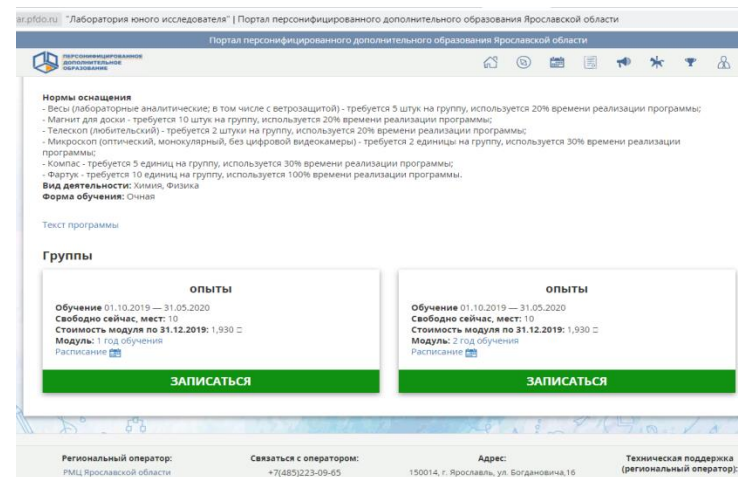 ar.pfdo.ru "Лаборатория юного исследователя" | Портал персонифицированного дополнительного образования Ярославской области
Портал персонифицированного дополнительного образования Ярославской области
ПЕРСОНИФИЦИРОВАННОЕ
ДОПОЛНИТЕЛЬНОЕ
ОБРАЗОВАНИЕ
Нормы оснащения
- Весы (лабораторные аналитические; в том числе с ветрозащитой) - требуется 5 штук на группу, используется 20% времени реализации программы;
- Магнит для доски - требуется 10 штук на группу, используется 20% времени реализации программы;
- Телескоп (любительский) - требуется 2 штуки на группу, используется 20% времени реализации программы;
- Микроскоп (оптический, монокулярный, без цифровой видеокамеры) - требуется 2 единицы на группу, используется 30% времени реализации
программы;
- Компас - требуется 5 единиц на группу, используется 30% времени реализации программы;
- Фартук - требуется 10 единиц на группу, используется 100% времени реализации программы.
Вид деятельности: Химия, Физика
Форма обучения: Очная
Текст программы
Группы
опыты
Обучение 01.10.2019 — 31.05.2020
Свободно сейчас, мест: 10
Стоимость модуля по 31.12.2019: 1,930
Модуль: 1 год обучения
Расписание
ЗАПИСАТЬСЯ
опыты
Обучение 01.10.2019 — 31.05.2020
Свободно сейчас, мест: 10
Стоимость модуля по 31.12.2019: 1,930
Модуль: 2 год обучения
Расписание
ЗАПИСАТЬСЯ
Региональный оператор:
РМЦ Ярославской области
Связаться с оператором:
+7(485)223-09-65
Адрес:
150014, г. Ярославль, ул. Богдановича,16
Техническая поддержка
(региональный оператор):